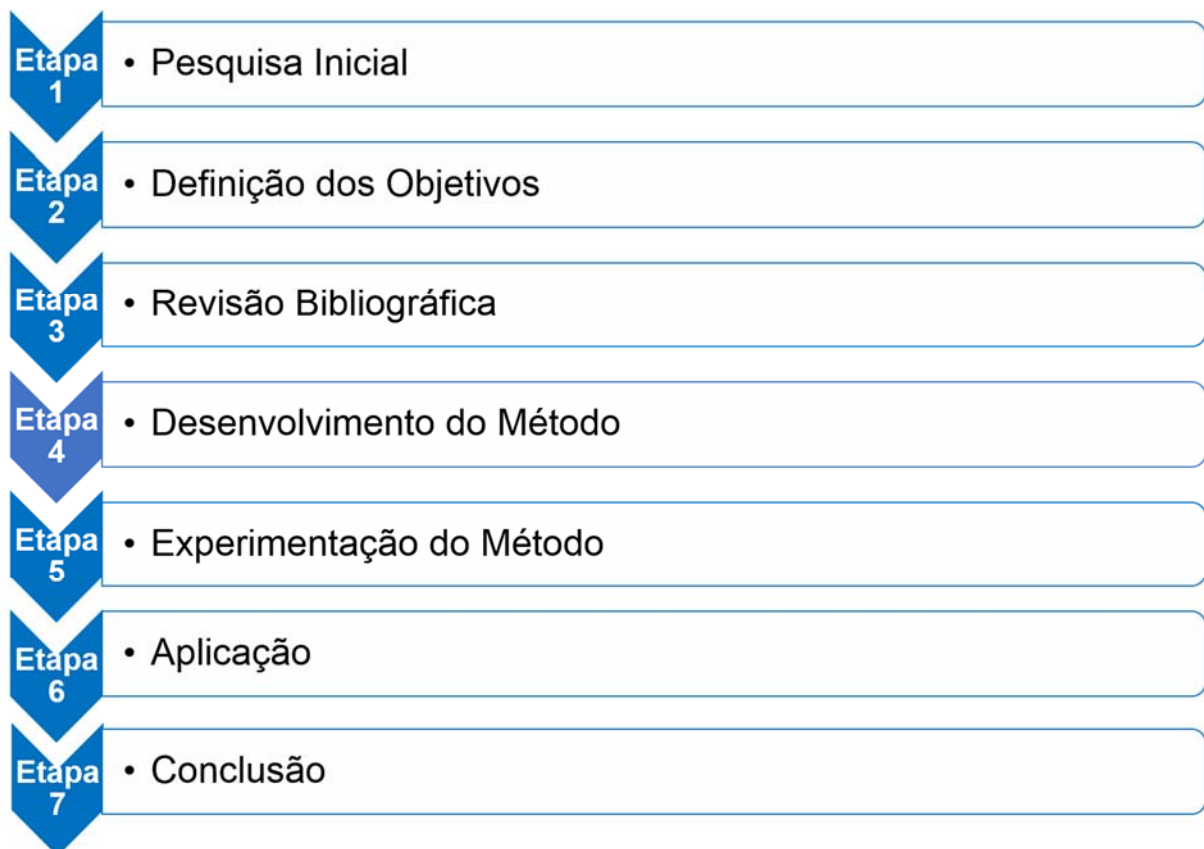 Etapa
1
• Pesquisa Inicial
Etapa
2
• Definição dos Objetivos
Etapa
3
• Revisão Bibliográfica
Etapa
4
• Desenvolvimento do Método
Etapa
5
• Experimentação do Método
Etapa
6
• Aplicação
Etapa
7
• Conclusão